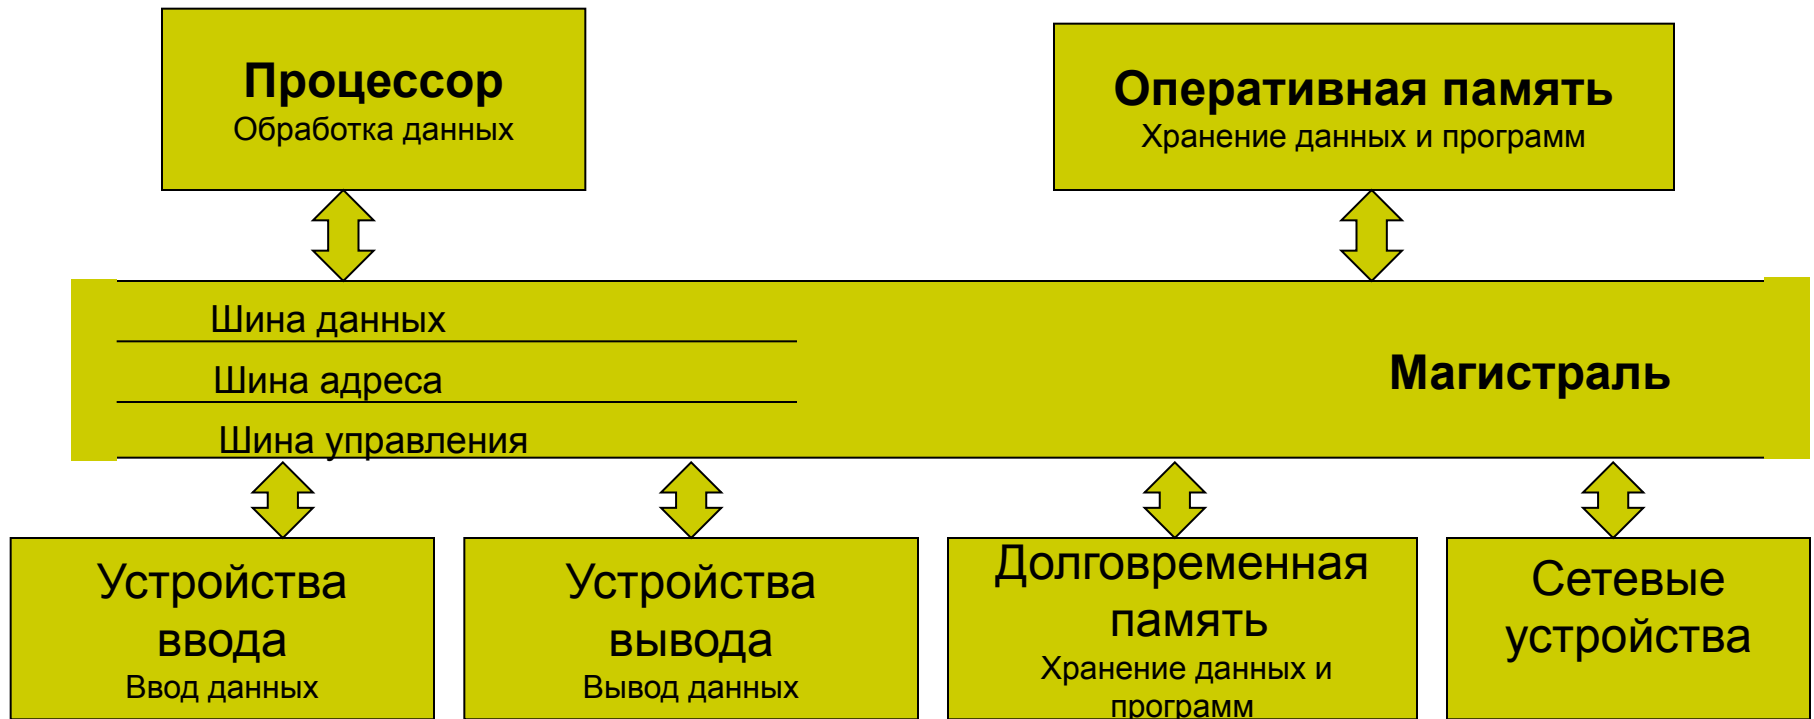 Процессор
Обработка данных
Оперативная память
Хранение данных и программ
Шина данных
Шина адреса
Шина управления
Магистраль
Устройства
ввода
Ввод данных
Устройства
вывода
Вывод данных
Долговременная
память
Хранение данных и
программ
Сетевые
устройства